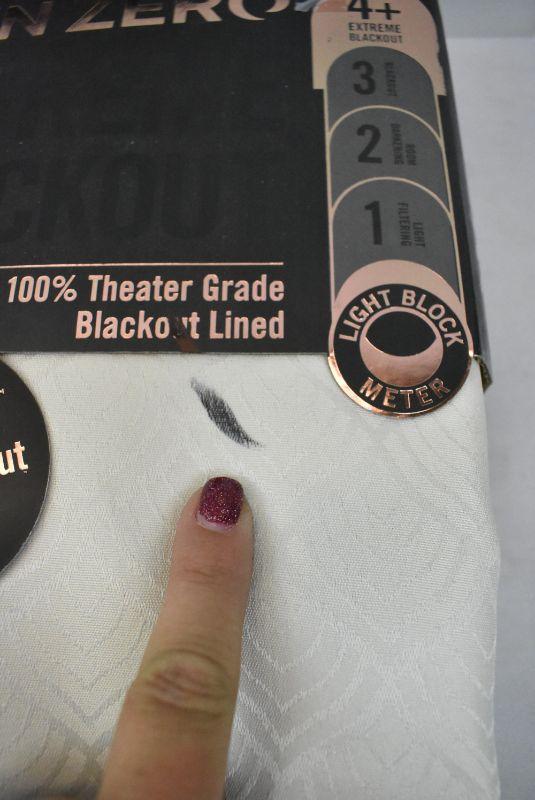 N ZERO
4+
EXTREME
BLACKOUT
3
BLACKOUT
2
ROOM
DARKENING
1
LIGHT
FILTERING
CKOU
100% Theater Grade
Blackout Lined
LIGHT BLOCK
METER
ut